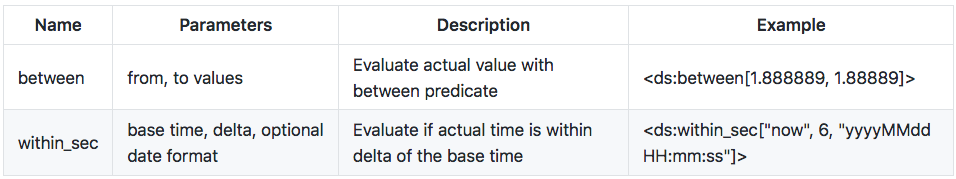 Name Parameters Description Example
between from, to values Evaluate actual value with between predicate <ds:between[1.888889, 1.88889]>
within_sec base time, delta, optional date format Evaluate if actual time is within delta of the base time <ds:within_sec["now", 6, "yyyyMMdd HH:mm:ss"]>